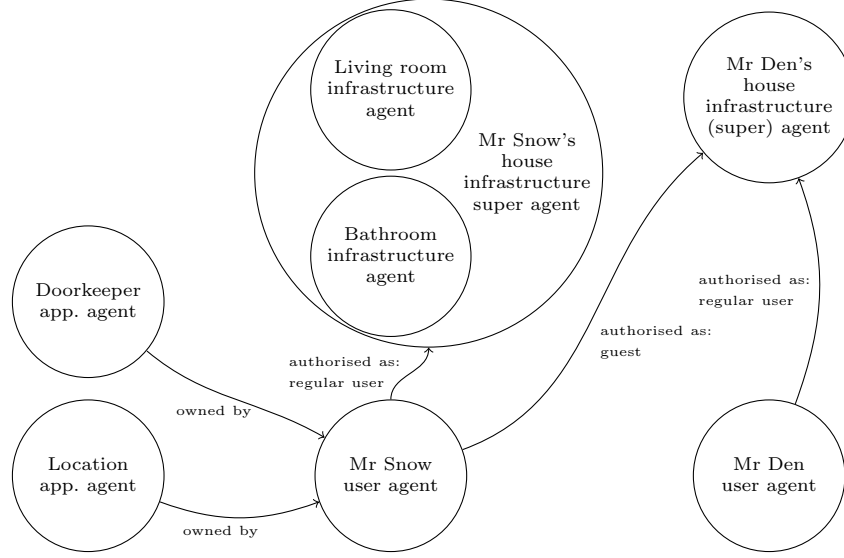 Living room
infrastructure
agent
Mr Snow's
house
infrastructure
super agent
Bathroom
infrastructure
agent
Mr Den's
house
infrastructure
(super) agent
Doorkeeper
app. agent
authorised as:
regular user
authorised as:
guest
authorised as:
regular user
owned by
Location
app. agent
owned by
Mr Snow
user agent
Mr Den
user agent